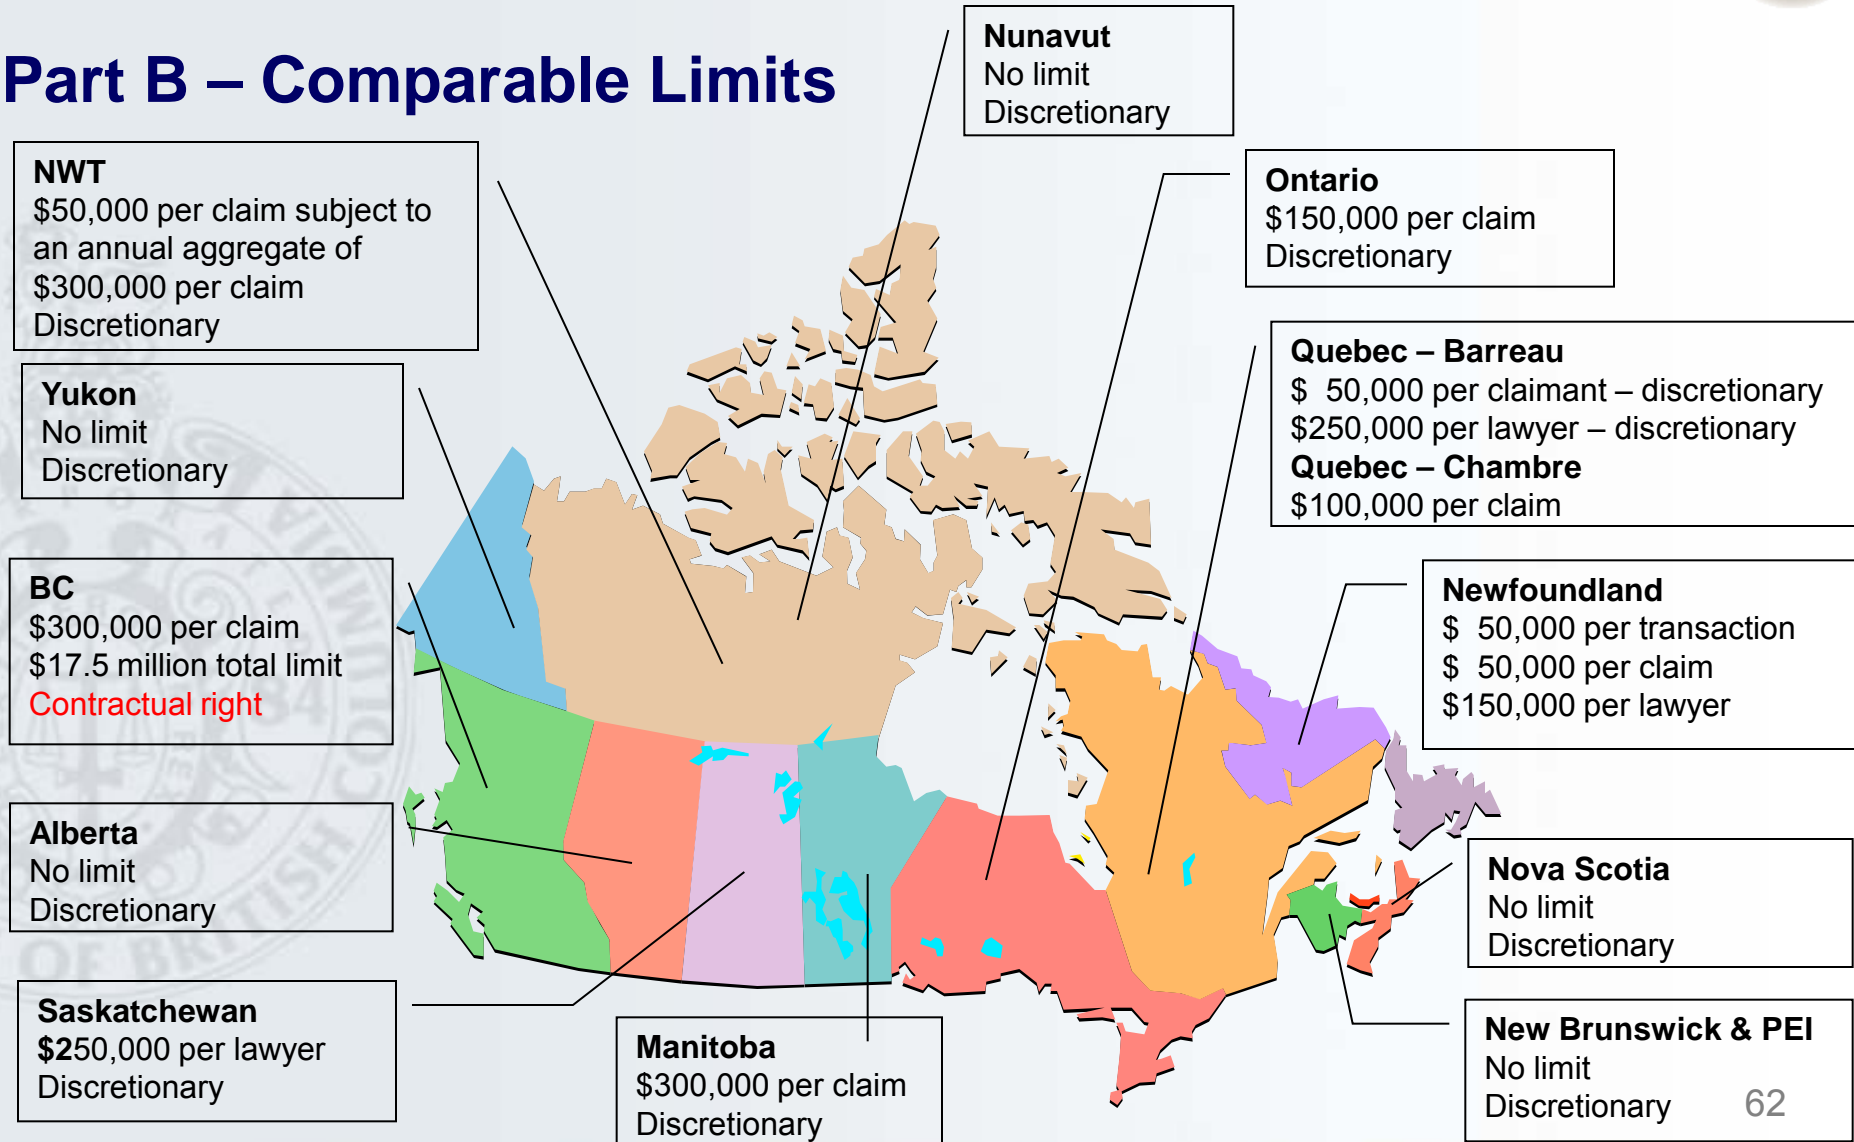 Part B – Comparable Limits
Nunavut
No limit
Discretionary
NWT
$50,000 per claim subject to
an annual aggregate of
$300,000 per claim
Discretionary
Ontario
$150,000 per claim
Discretionary
Yukon
No limit
Discretionary
Quebec – Barreau
$ 50,000 per claimant – discretionary
$250,000 per lawyer – discretionary
Quebec – Chambre
$100,000 per claim
BC
$300,000 per claim
$17.5 million total limit
Contractual right
Newfoundland
$ 50,000 per transaction
$ 50,000 per claim
$150,000 per lawyer
Alberta
No limit
Discretionary
Nova Scotia
No limit
Discretionary
Saskatchewan
$250,000 per lawyer
Discretionary
Manitoba
$300,000 per claim
Discretionary
New Brunswick & PEI
No limit
Discretionary
62
OF BRITISH COLUMBIA